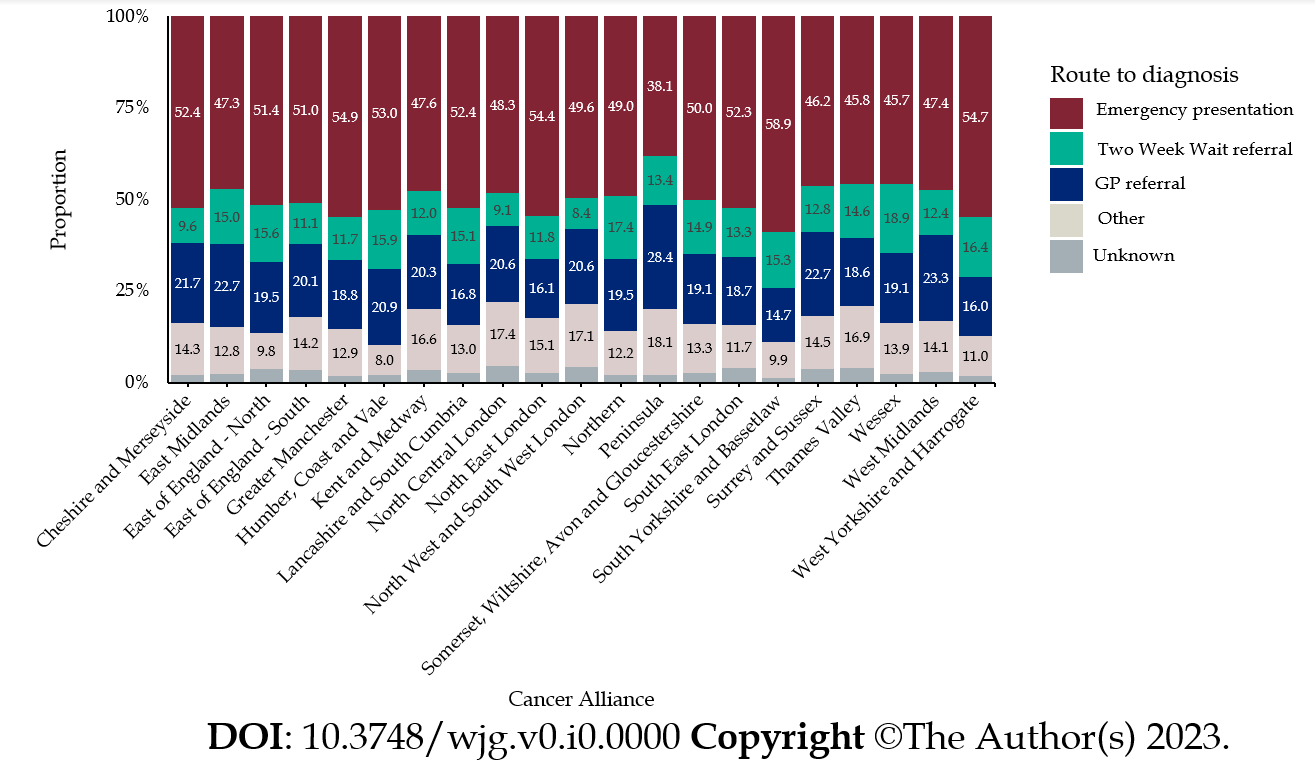 100%
75%
50%
25%
0%
Proportion
52.4 47.3 51.4 51.0 54.9 53.0 47.6 52.4 48.3 54.4 49.6 49.0 38.1 50.0 52.3 58.9 46.2 45.8 45.7 47.4 54.7
9.6 15.0 15.6 11.1 11.7 15.9 12.0 15.1 9.1 11.8 8.4 17.4 13.4 14.9 13.3 15.3 12.8 14.6 18.9 12.4 16.4
21.7 22.7 19.5 20.1 18.8 20.9 20.3 16.8 20.6 16.1 20.6 19.5 28.4 19.1 18.7 14.7 22.7 18.6 19.1 23.3 16.0
14.3 12.8 9.8 14.2 12.9 8.0 16.6 13.0 17.4 15.1 17.1 12.2 18.1 13.3 11.7 9.9 14.5 16.9 13.9 14.1 11.0
Cheshire and Merseyside
East Midlands
East of England - North
East of England - South
Greater Manchester
Humber, Coast and Vale
Kent and Medway
Lancashire and South Cumbria
North Central London
North East London
North West and South West London
Northern
Peninsula
Somerset, Wiltshire, Avon and Gloucestershire
South East London
South Yorkshire and Bassetlaw
Surrey and Sussex
Thames Valley
Wessex
West Midlands
West Yorkshire and Harrogate
Cancer Alliance
Route to diagnosis
Emergency presentation
Two Week Wait referral
GP referral
Other
Unknown
DOI: 10.3748/wjg.v0.i0.0000 Copyright ©The Author(s) 2023.